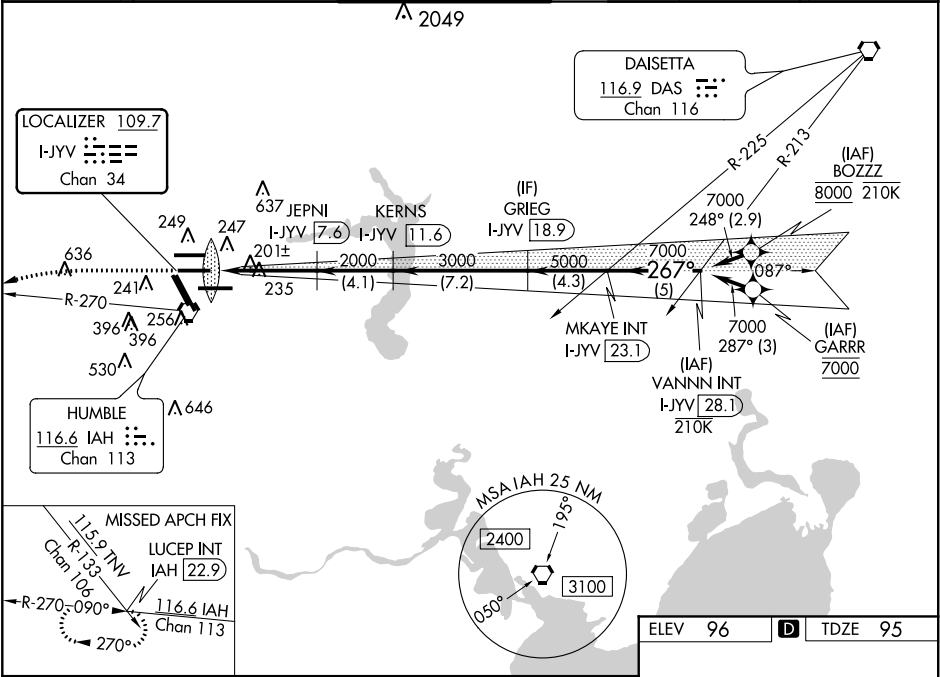 2049
DAISETTA
116.9 DAS
Chan 116
LOCALIZER 109.7
I-JYV
Chan 34
R-225
R-213
(IAF)
BOZZZ
8000 210K
7000
248° (2.9)
637
JEPNI
I-JYV 7.6
KERNS
I-JYV 11.6
(IF)
GRIEG
I-JYV 18.9
249
247
201±
235
636
241
R-270
396
396
256
530
646
2000
(4.1)
3000
(7.2)
5000
(4.3)
7000
267°
(5)
087°
7000
287° (3)
(IAF)
GARRR
7000
MKAYE INT
I-JYV 23.1
(IAF)
VANNN INT
I-JYV 28.1
210K
HUMBLE
116.6 IAH
Chan 113
MISSED APCH FIX
115.9 TNV
R-133
Chan 106
LUCEP INT
IAH 22.9
R-270
090°
116.6 IAH
Chan 113
270°
MSA IAH 25 NM
195°
2400
3100
050°
ELEV 96
D
TDZE 95